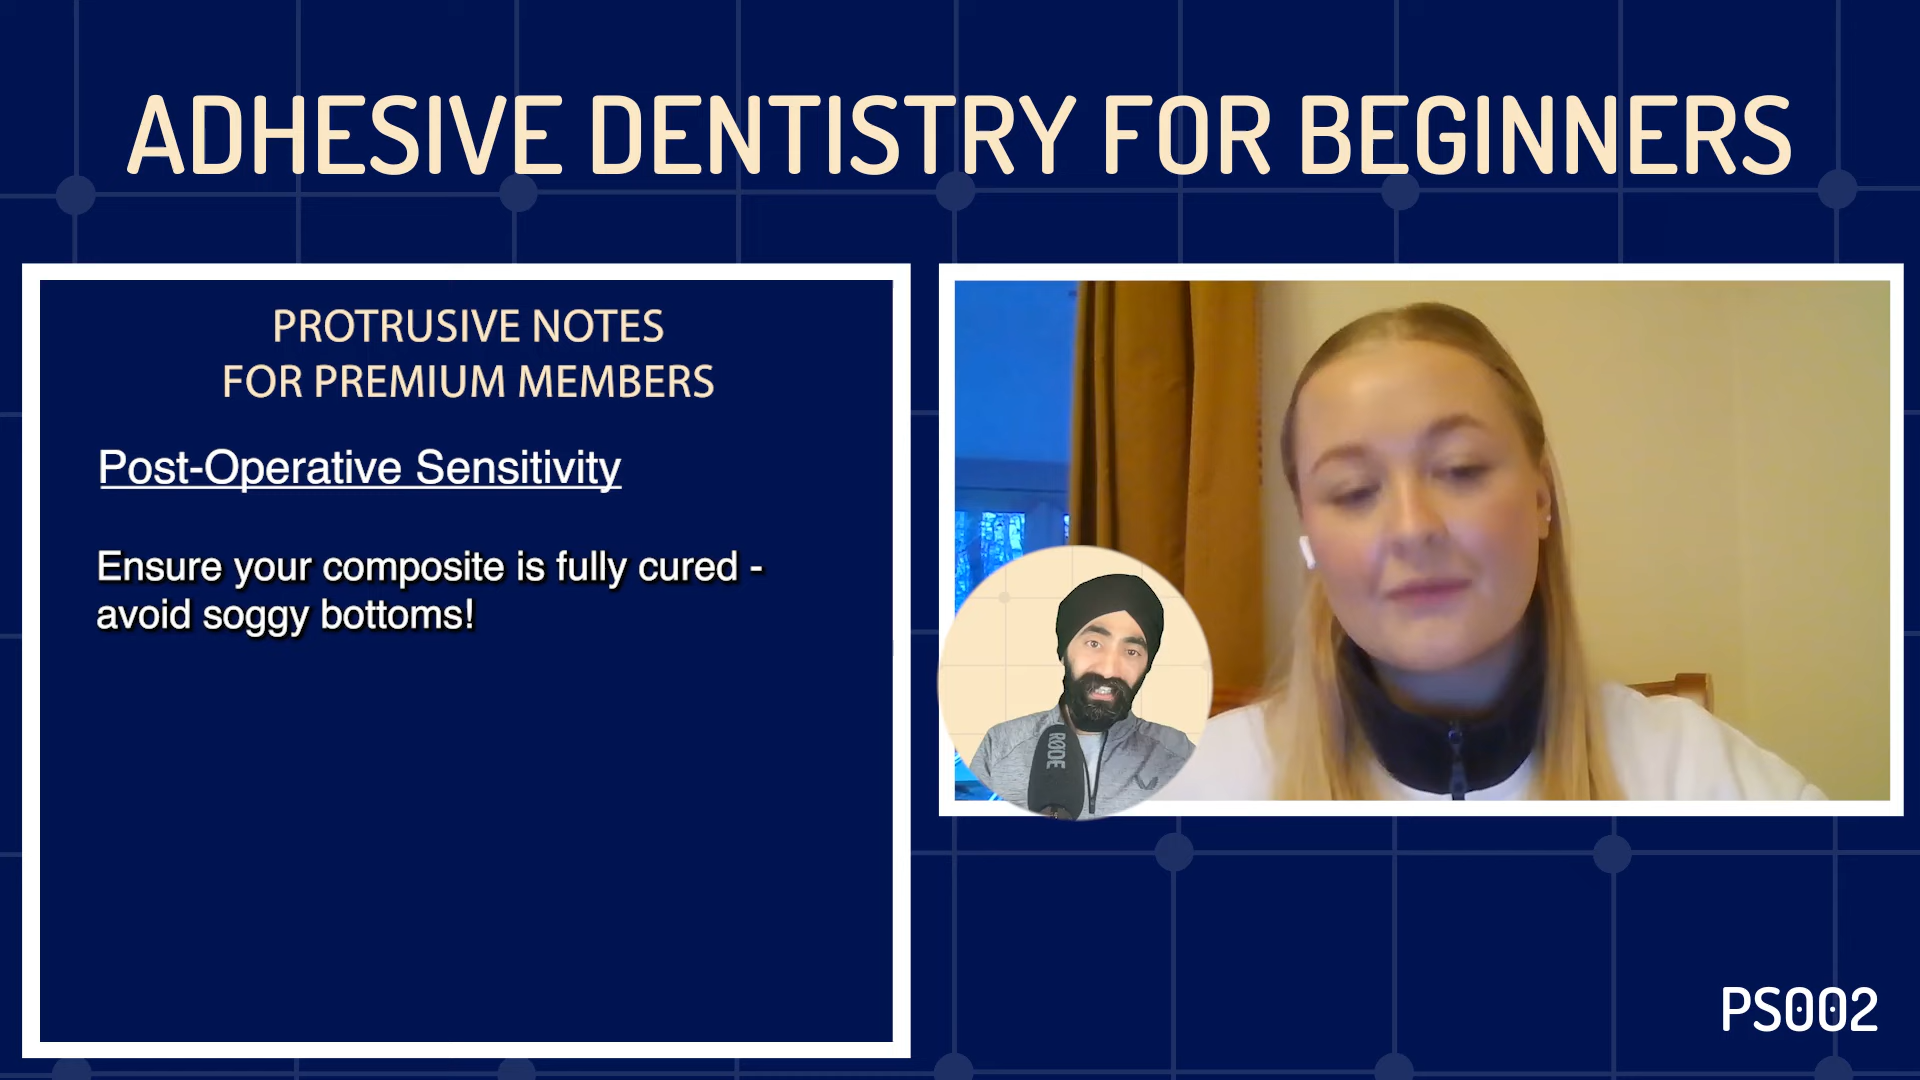 ADHESIVE DENTISTRY FOR BEGINNERS
PROTRUSIVE NOTES
FOR PREMIUM MEMBERS
Post-Operative Sensitivity
Ensure your composite is fully cured -
avoid soggy bottoms!
RØDE
PS002